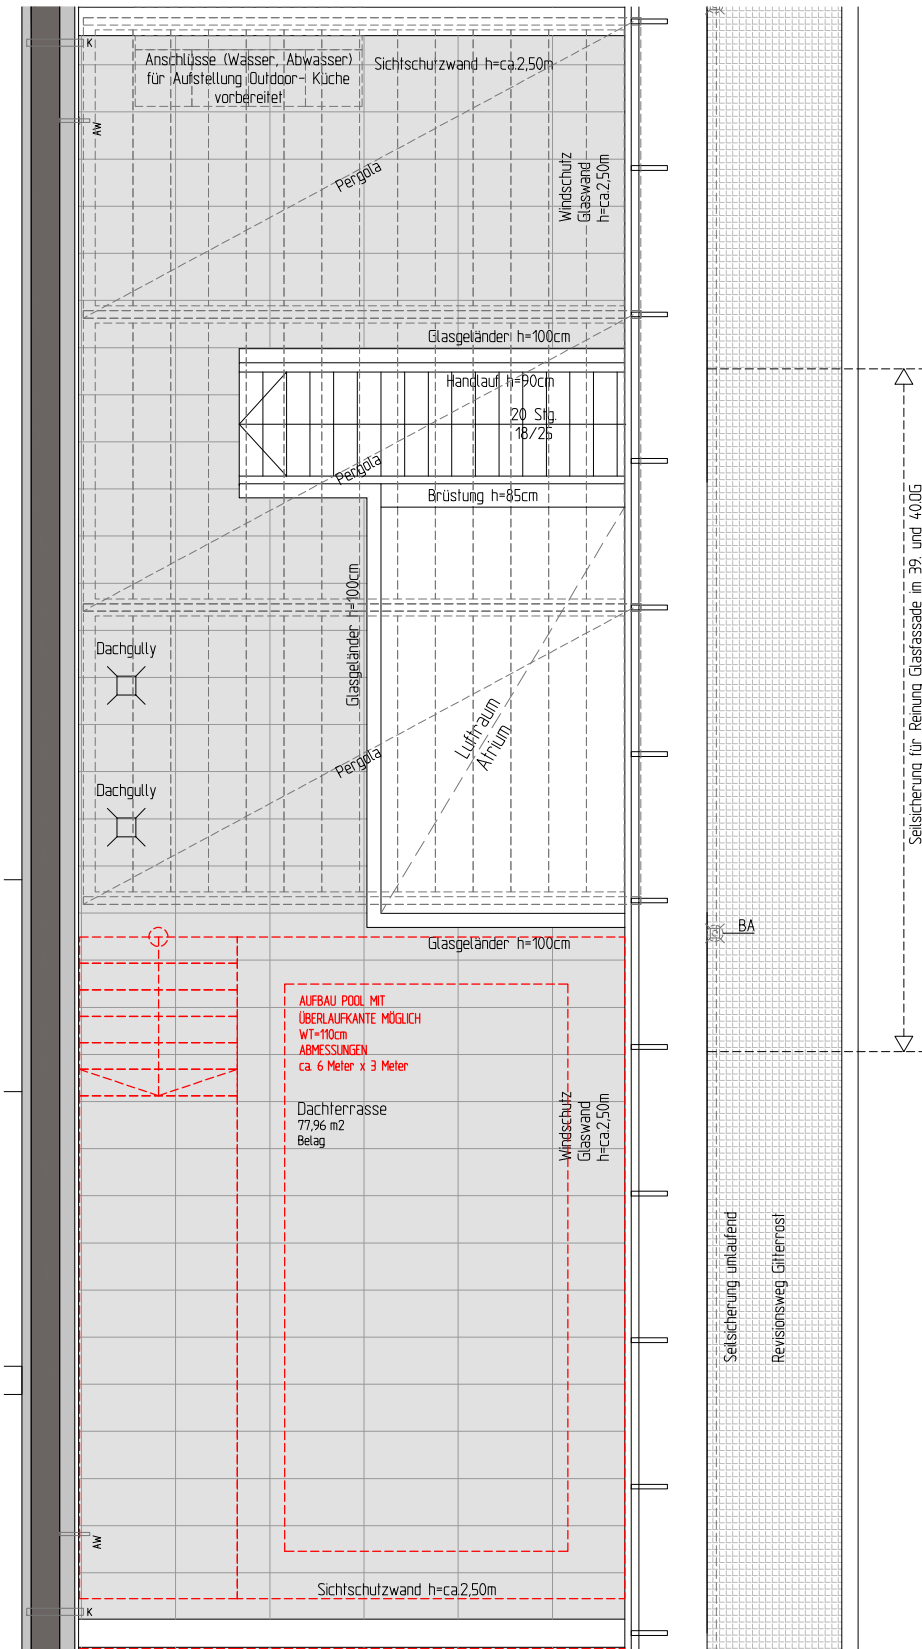 K
Anschlüsse (Wasser, Abwasser)
für Aufstellung Outdoor- Küche
vorbereitet
Sichtschutzwand h=ca.2,50m
AW
Pergola
Windschutz
Glaswand
h=ca.2,50m
Glasgeländer h=100cm
Handlauf h=90cm
20 Stg.
18/25
Pergola
Brüstung h=85cm
Glasgeländer h=100cm
Seilsicherung für Reinung Glasfassade im 39. und 40.OG
Dachgully
Luftraum
Atrium
Pergola
Dachgully
BA
Glasgeländer h=100cm
AUFBAU POOL MIT
ÜBERLAUFKANTE MÖGLICH
WT=110cm
ABMESSUNGEN
ca. 6 Meter x 3 Meter
Dachterrasse
77,96 m2
Belag
Windschutz
Glaswand
h=ca.2,50m
Seilsicherung umlaufend
Revisionsweg Gitterrost
AW
Sichtschutzwand h=ca.2,50m
K